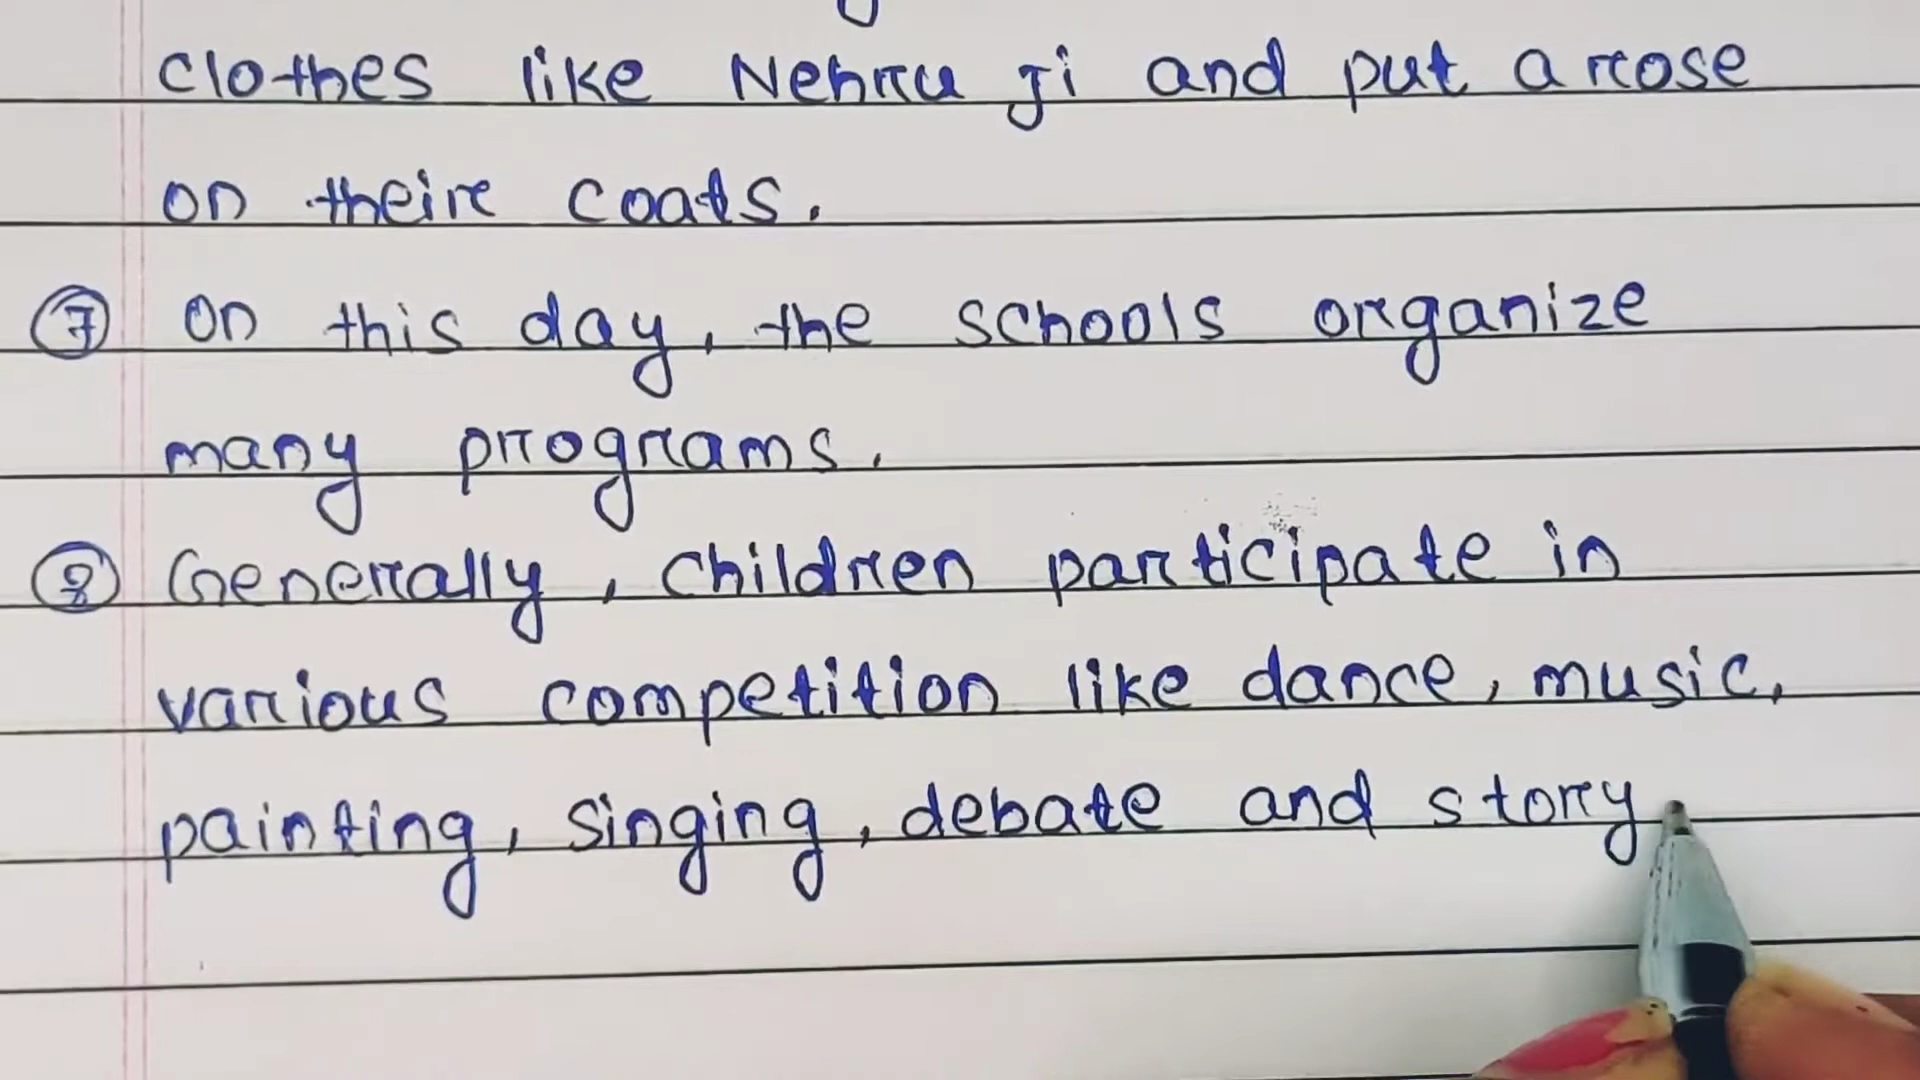 clothes like Nehru Ji and put a rose
on their coats.
⑦ On this day, the schools organize
many programs.
⑧ Generally, children participate in
various competition like dance, music,
painting, singing, debate and story